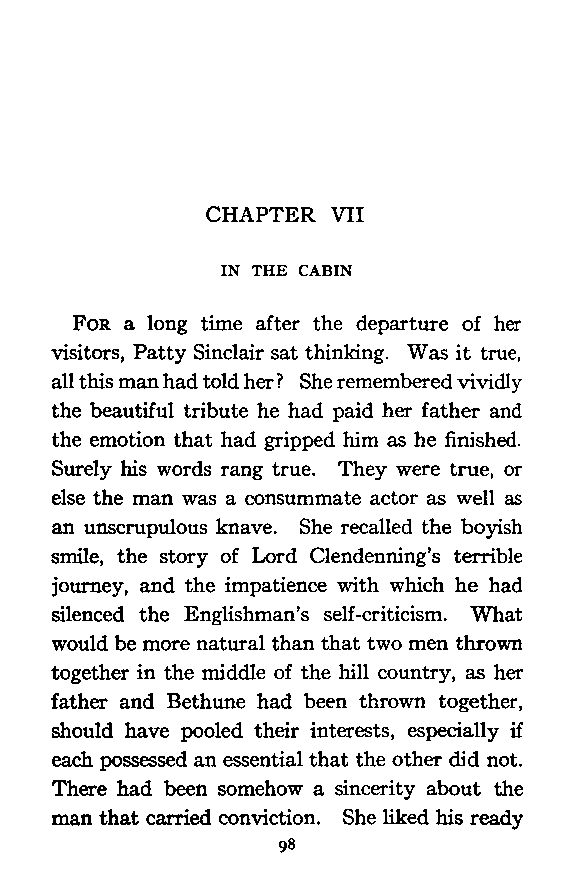 CHAPTER VII
IN THE CABIN
FOR a long time after the departure of her
visitors, Patty Sinclair sat thinking. Was it true,
all this man had told her? She remembered vividly
the beautiful tribute he had paid her father and
the emotion that had gripped him as he finished.
Surely his words rang true. They were true, or
else the man was a consummate actor as well as
an unscrupulous knave. She recalled the boyish
smile, the story of Lord Clendenning's terrible
journey, and the impatience with which he had
silenced the Englishman's self-criticism. What
would be more natural than that two men thrown
together in the middle of the hill country, as her
father and Bethune had been thrown together,
should have pooled their interests, especially if
each possessed an essential that the other did not.
There had been somehow a sincerity about the
man that carried conviction. She liked his ready
98